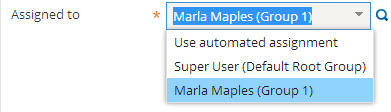 Assigned to * Marla Maples (Group 1)
Use automated assignment
Super User (Default Root Group)
Marla Maples (Group 1)